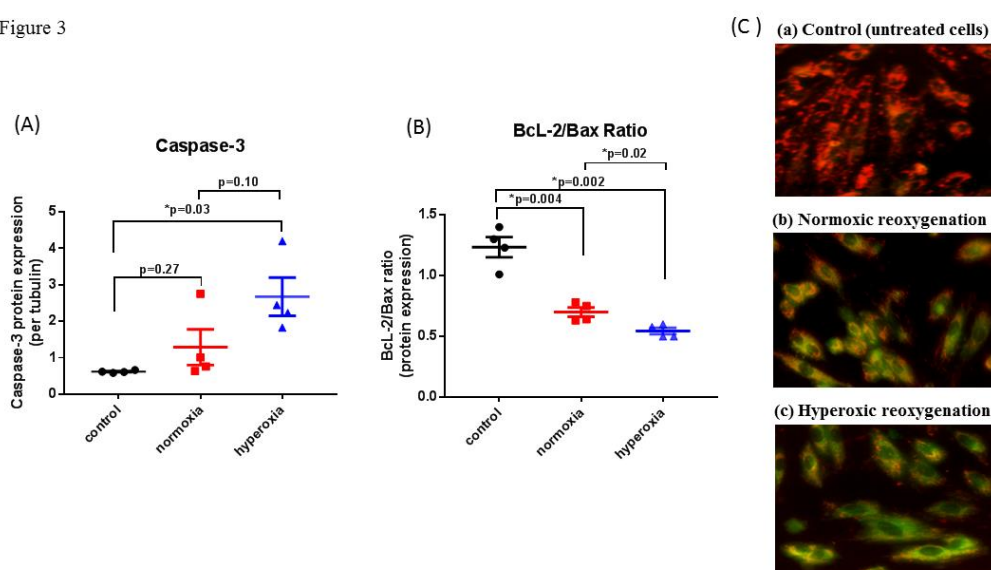 Figure 3
(A)
Caspase-3
p=0.10
*p=0.03
p=0.27
Caspase-3 protein expression
(per tubulin)
5
4
3
2
1
0
control
normoxia
hyperoxia
(B)
BcL-2/Bax Ratio
*p=0.02
*p=0.002
*p=0.004
BcL-2/Bax ratio
(protein expression)
1.5
1.0
0.5
0.0
control
normoxia
hyperoxia
(C )
(a) Control (untreated cells)
(b) Normoxic reoxygenation
(c) Hyperoxic reoxygenation